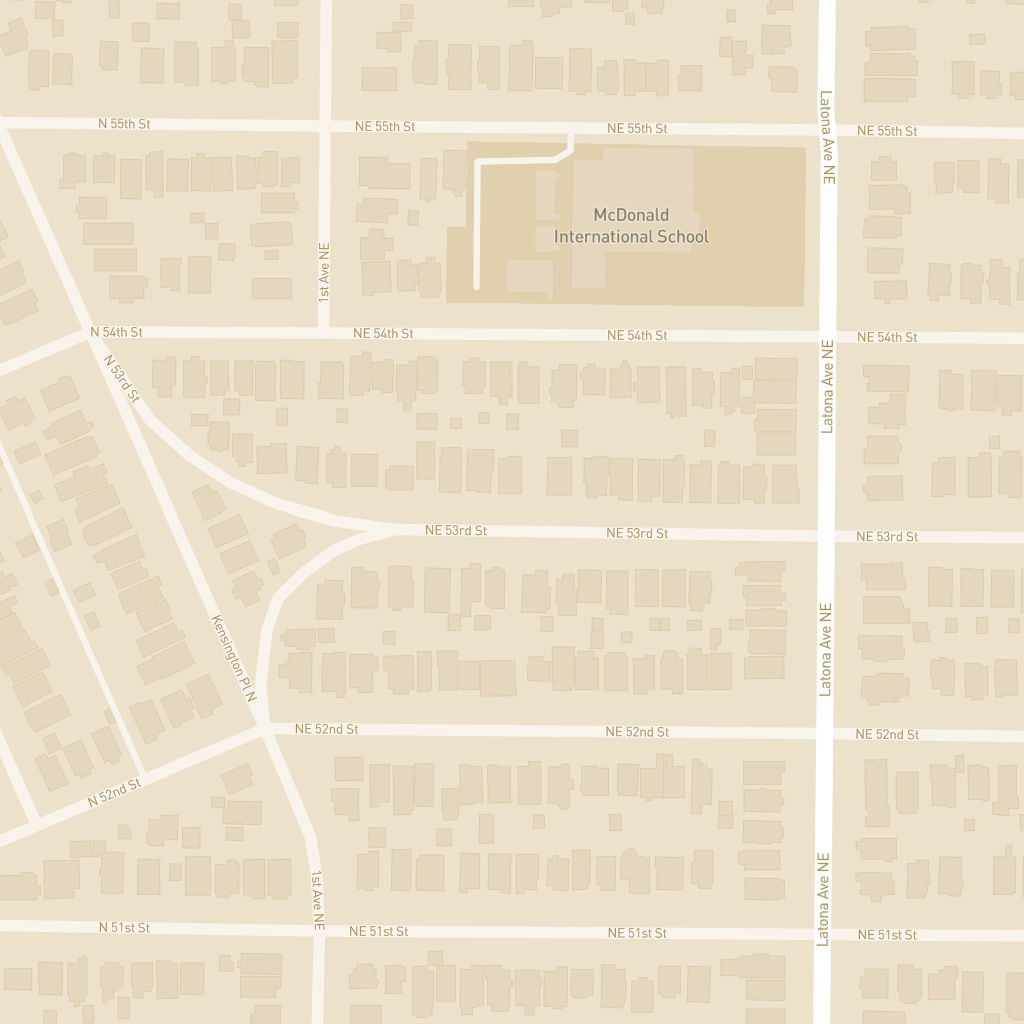 N 55th St
NE 55th St
NE 55th St
NE 55th St
Latona Ave NE
McDonald
International School
1st Ave NE
N 54th St
NE 54th St
NE 54th St
NE 54th St
N 53rd St
Latona Ave NE
NE 53rd St
NE 53rd St
NE 53rd St
Kensington Pl N
Latona Ave NE
NE 52nd St
NE 52nd St
NE 52nd St
N 52nd St
1st Ave NE
Latona Ave NE
N 51st St
NE 51st St
NE 51st St
NE 51st St